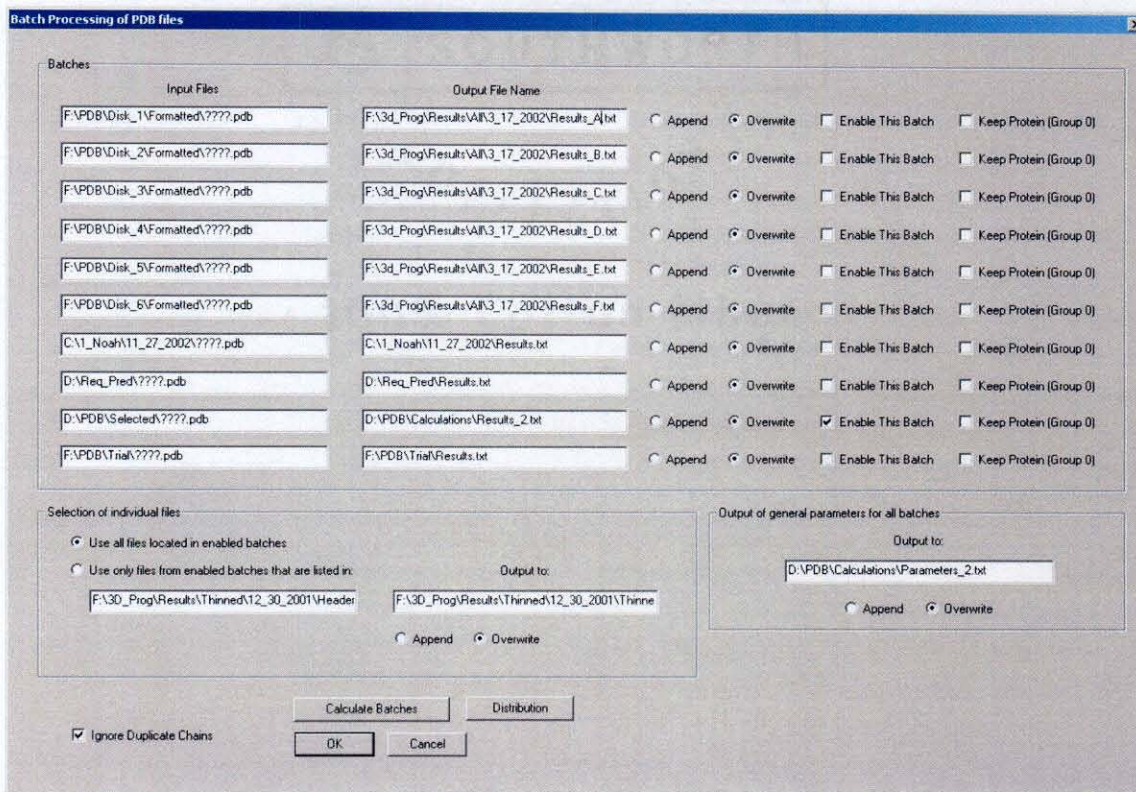 Batch Processing of PDB files
Batches
Input Files Output File Name
F:\PDB\Disk_1\Formatted\????.pdb F:\3d_Prog\Results\All\3_17_2002\Results_A.txt Append Overwrite Enable This Batch Keep Protein (Group 0)
F:\PDB\Disk_2\Formatted\????.pdb F:\3d_Prog\Results\All\3_17_2002\Results_B.txt Append Overwrite Enable This Batch Keep Protein (Group 0)
F:\PDB\Disk_3\Formatted\????.pdb F:\3d_Prog\Results\All\3_17_2002\Results_C.txt Append Overwrite Enable This Batch Keep Protein (Group 0)
F:\PDB\Disk_4\Formatted\????.pdb F:\3d_Prog\Results\All\3_17_2002\Results_D.txt Append Overwrite Enable This Batch Keep Protein (Group 0)
F:\PDB\Disk_5\Formatted\????.pdb F:\3d_Prog\Results\All\3_17_2002\Results_E.txt Append Overwrite Enable This Batch Keep Protein (Group 0)
F:\PDB\Disk_6\Formatted\????.pdb F:\3d_Prog\Results\All\3_17_2002\Results_F.txt Append Overwrite Enable This Batch Keep Protein (Group 0)
C:\1_Noah\11_27_2002\????.pdb C:\1_Noah\11_27_2002\Results.txt Append Overwrite Enable This Batch Keep Protein (Group 0)
D:\Req_Pred\????.pdb D:\Req_Pred\Results.txt Append Overwrite Enable This Batch Keep Protein (Group 0)
D:\PDB\Selected\????.pdb D:\PDB\Calculations\Results_2.txt Append Overwrite Enable This Batch Keep Protein (Group 0)
F:\PDB\Trial\????.pdb F:\PDB\Trial\Results.txt Append Overwrite Enable This Batch Keep Protein (Group 0)
Selection of individual files
Use all files located in enabled batches
Use only files from enabled batches that are listed in: Output to:
F:\3D_Prog\Results\Thinned\12_30_2001\Header F:\3D_Prog\Results\Thinned\12_30_2001\Thinne
Append Overwrite
Output of general parameters for all batches
Output to:
D:\PDB\Calculations\Parameters_2.txt
Append Overwrite
Calculate Batches Distribution
Ignore Duplicate Chains OK Cancel